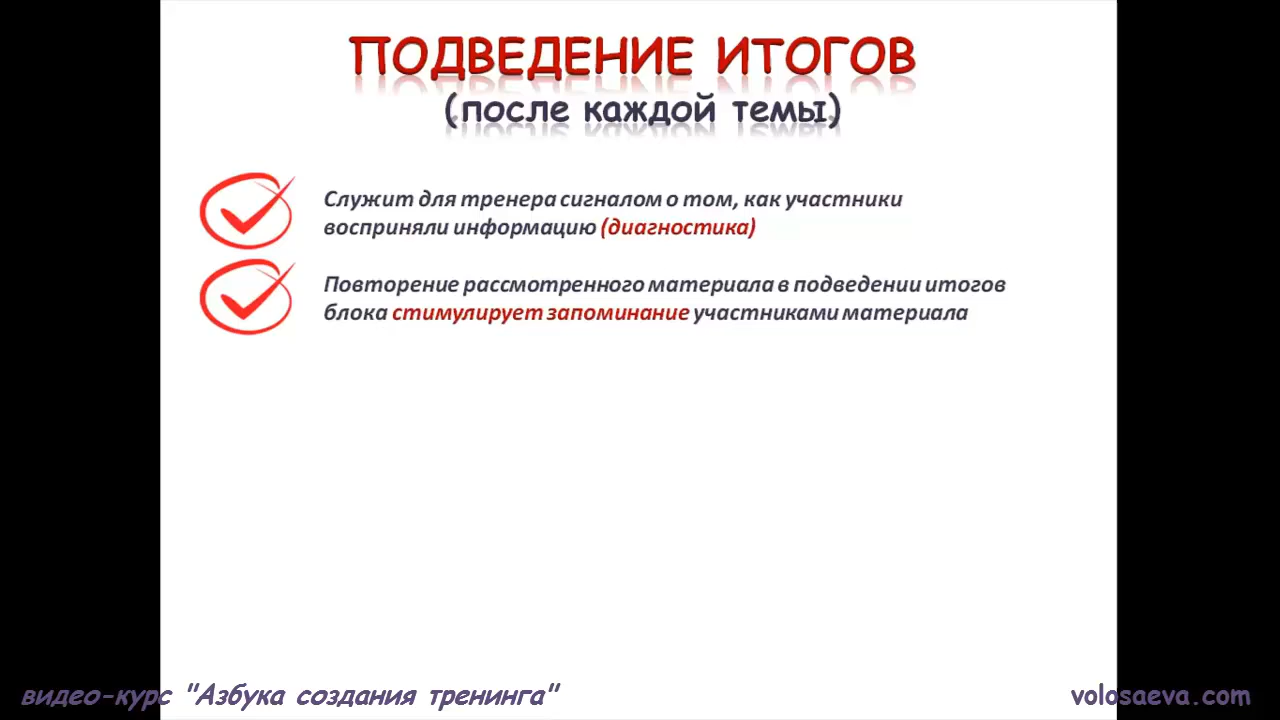 ПОДВЕДЕНИЕ ИТОГОВ
(после каждой темы)
Служит для тренера сигналом о том, как участники
восприняли информацию (диагностика)
Повторение рассмотренного материала в подведении итогов
блока стимулирует запоминание участниками материала
видео-курс "Азбука создания тренинга"
volosaeva.com